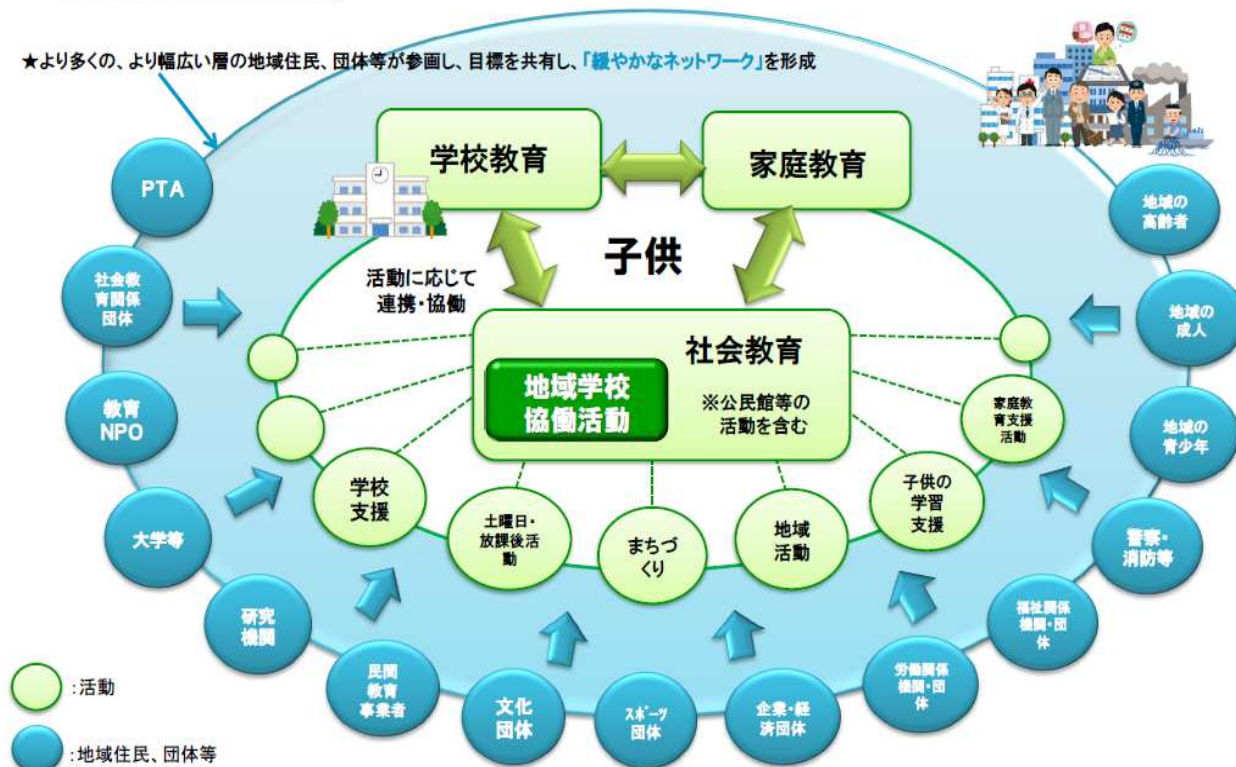 ★より多くの、より幅広い層の地域住民、団体等が参画し、目標を共有し、「緩やかなネットワーク」を形成
学校教育
家庭教育
子供
活動に応じて
連携・協働
社会教育
地域学校
協働活動
※公民館等の
活動を含む
学校
支援
土曜日・
放課後活
動
まちづ
くり
地域
活動
子供の
学習
支援
家庭教
育支援
活動
PTA
社会教
育関係
団体
教育
NPO
大学等
研究
機関
民間
教育
事業者
文化
団体
スポーツ
団体
企業・経
済団体
労働関係
機関・団
体
福祉関係
機関・団
体
警察・
消防等
地域の
青少年
地域の
成人
地域の
高齢者
:活動
:地域住民、団体等